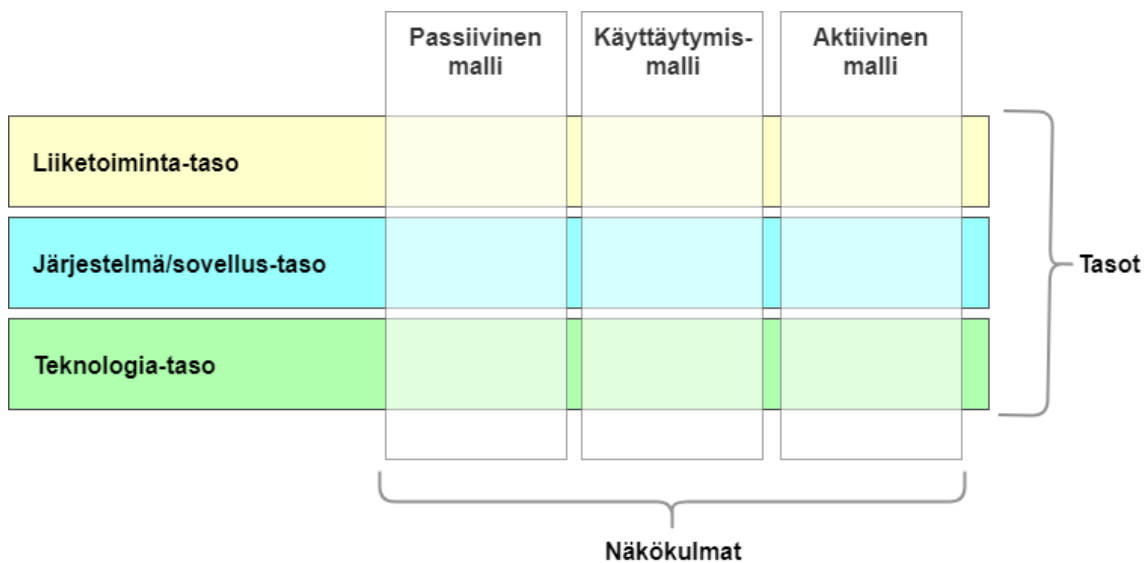 Passiivinen
malli
Käyttäytymis-
malli
Aktiivinen
malli
Liiketoiminta-taso
Järjestelmä/sovellus-taso
Teknologia-taso
Tasot
Näkökulmat